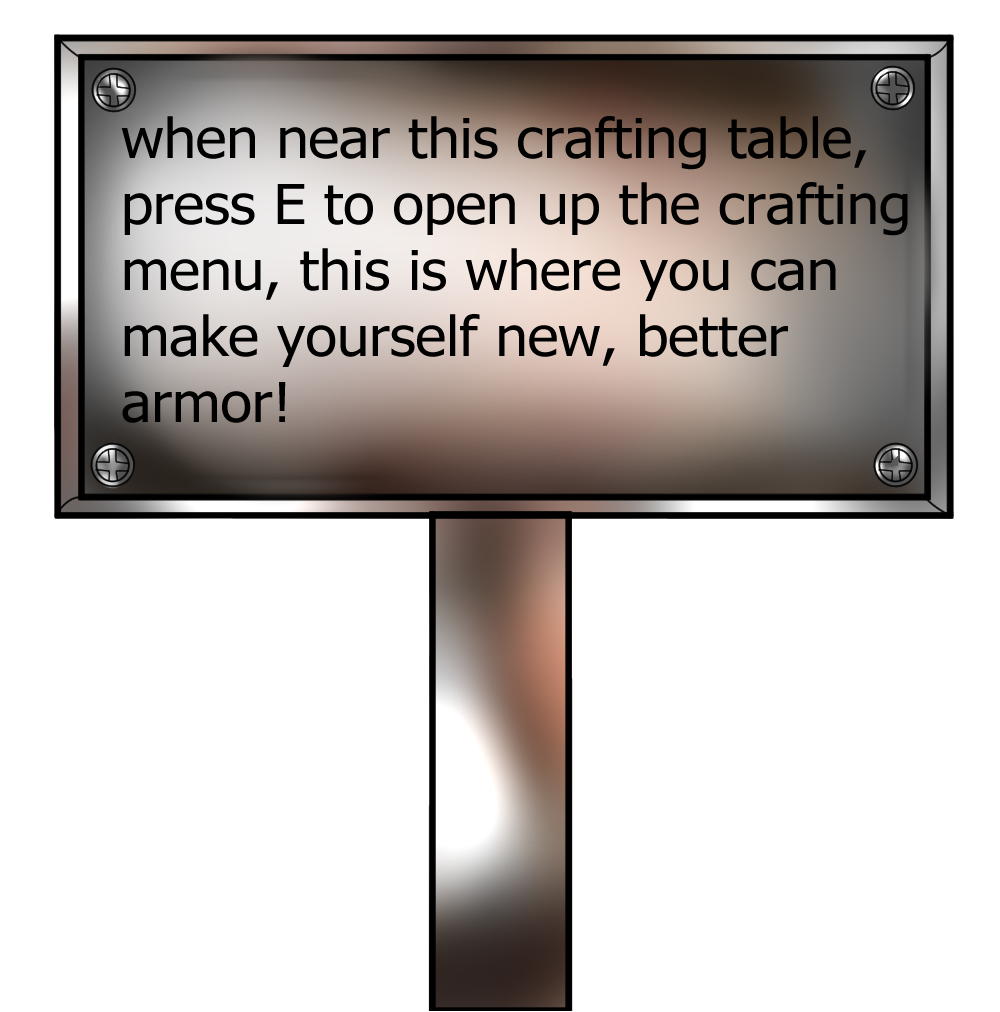 when near this crafting table,
press E to open up the crafting
menu, this is where you can
make yourself new, better
armor!